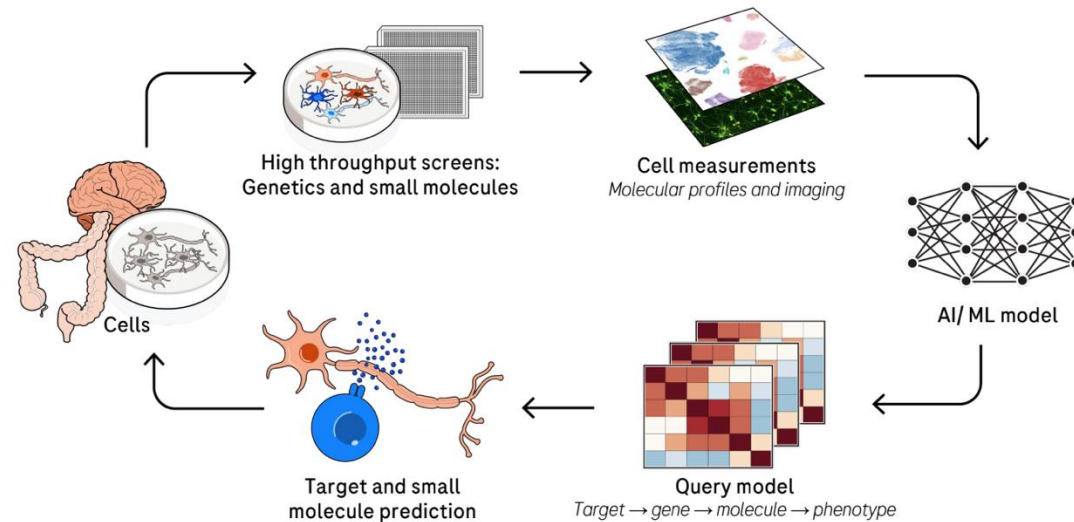 High throughput screens:
Genetics and small molecules
Cell measurements
Molecular profiles and imaging
AI/ ML model
Query model
Target → gene → molecule → phenotype
Target and small
molecule prediction
Cells